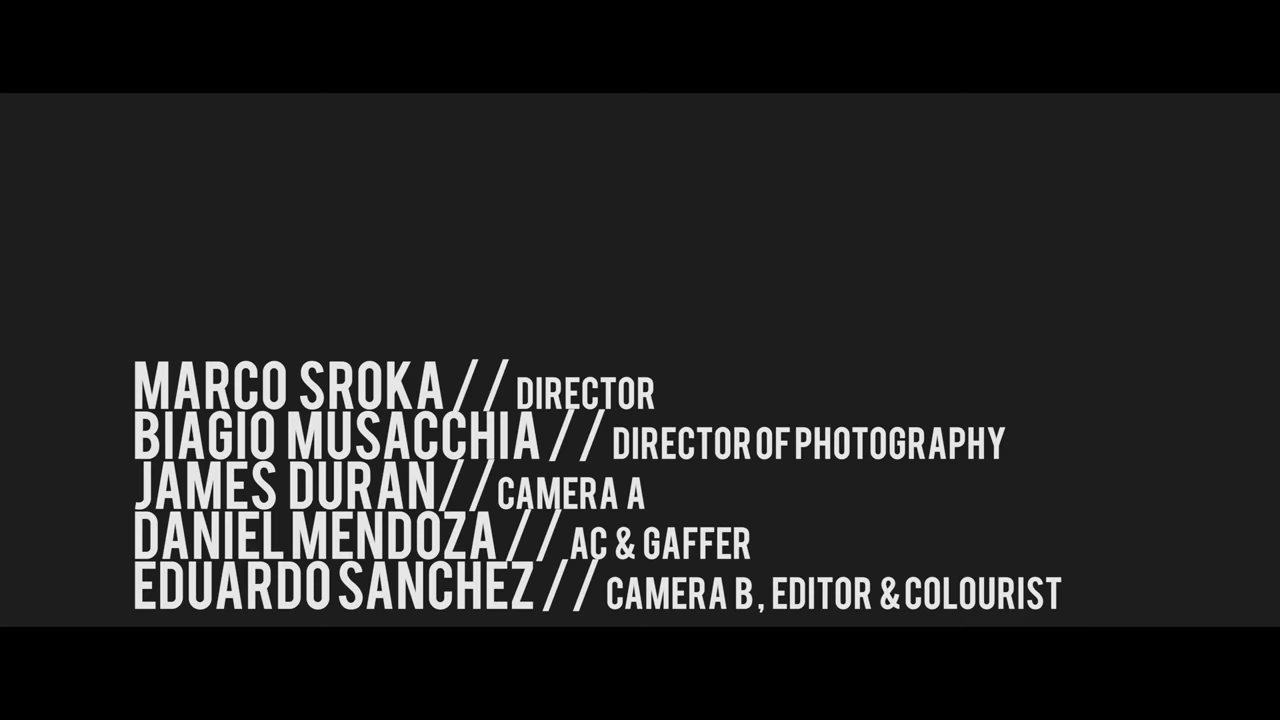 MARCO SROKA // DIRECTOR
BIAGIO MUSACCHIA // DIRECTOR OF PHOTOGRAPHY
JAMES DURAN // CAMERA A
DANIEL MENDOZA // AC & GAFFER
EDUARDO SANCHEZ // CAMERA B, EDITOR & COLOURIST